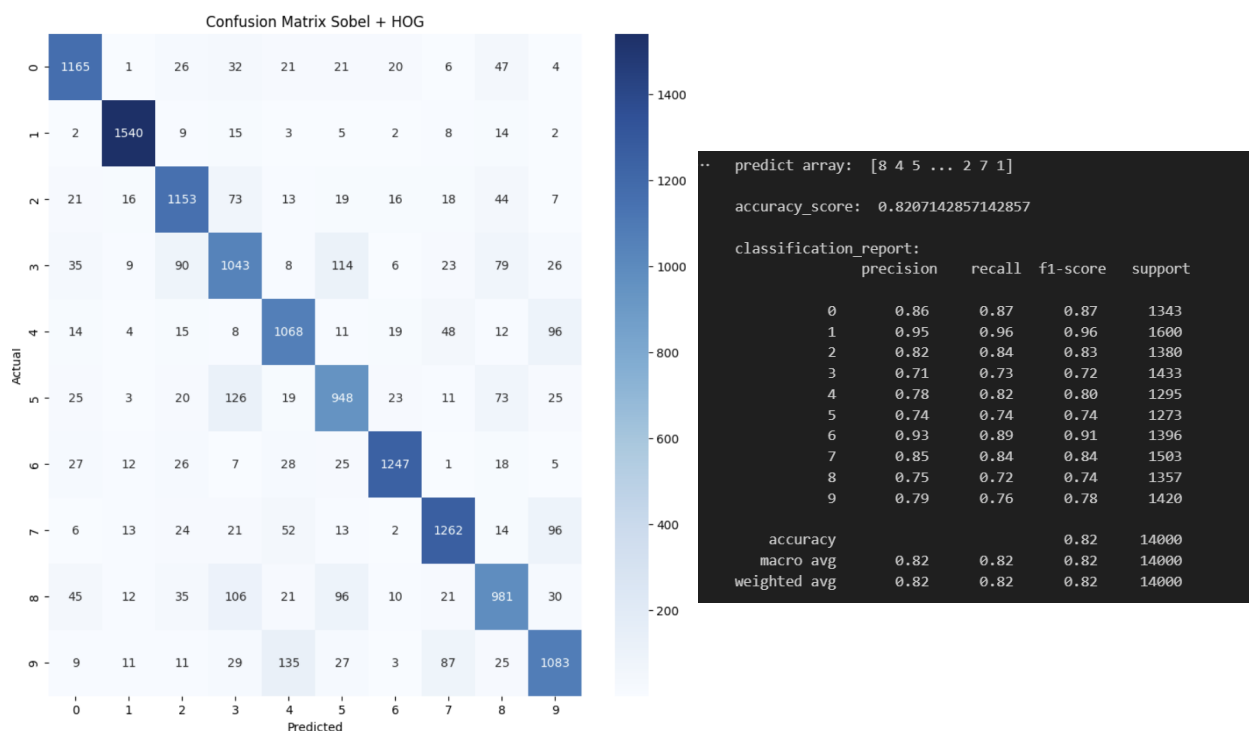 Confusion Matrix Sobel + HOG
Actual
0 1165 1 26 32 21 21 20 6 47 4
1 2 1540 9 15 3 5 2 8 14 2
2 21 16 1153 73 13 19 16 18 44 7
3 35 9 90 1043 8 114 6 23 79 26
4 14 4 15 8 1068 11 19 48 12 96
5 25 3 20 126 19 948 23 11 73 25
6 27 12 26 7 28 25 1247 1 18 5
7 6 13 24 21 52 13 2 1262 14 96
8 45 12 35 106 21 96 10 21 981 30
9 9 11 11 29 135 27 3 87 25 1083
0 1 2 3 4 5 6 7 8 9
Predicted
1400
1200
1000
800
600
400
200
·· predict array: [8 4 5 ... 2 7 1]
accuracy_score: 0.8207142857142857
classification_report:
precision recall f1-score support
0 0.86 0.87 0.87 1343
1 0.95 0.96 0.96 1600
2 0.82 0.84 0.83 1380
3 0.71 0.73 0.72 1433
4 0.78 0.82 0.80 1295
5 0.74 0.74 0.74 1273
6 0.93 0.89 0.91 1396
7 0.85 0.84 0.84 1503
8 0.75 0.72 0.74 1357
9 0.79 0.76 0.78 1420
accuracy 0.82 14000
macro avg 0.82 0.82 0.82 14000
weighted avg 0.82 0.82 0.82 14000